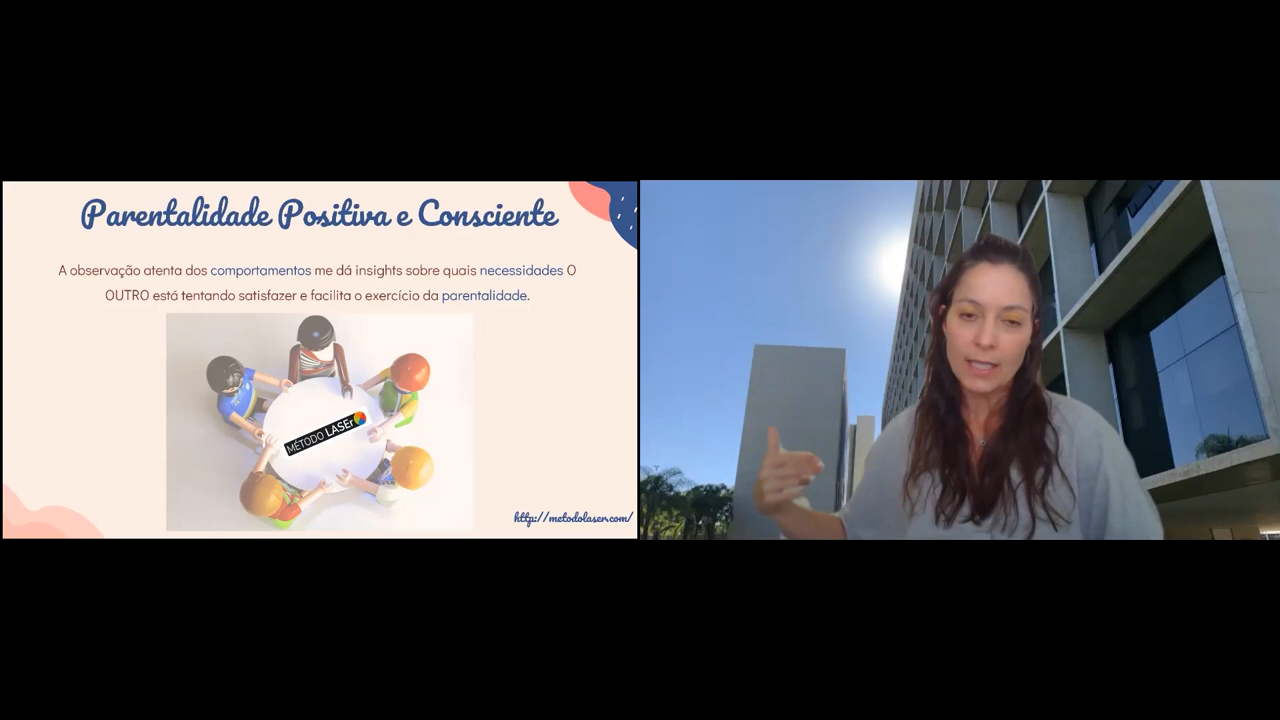 Parentalidade Positiva e Consciente
A observação atenta dos comportamentos me dá insights sobre quais necessidades O
OUTRO está tentando satisfazer e facilita o exercício da parentalidade.
MÉTODO LASEr
http://metodolaser.com/